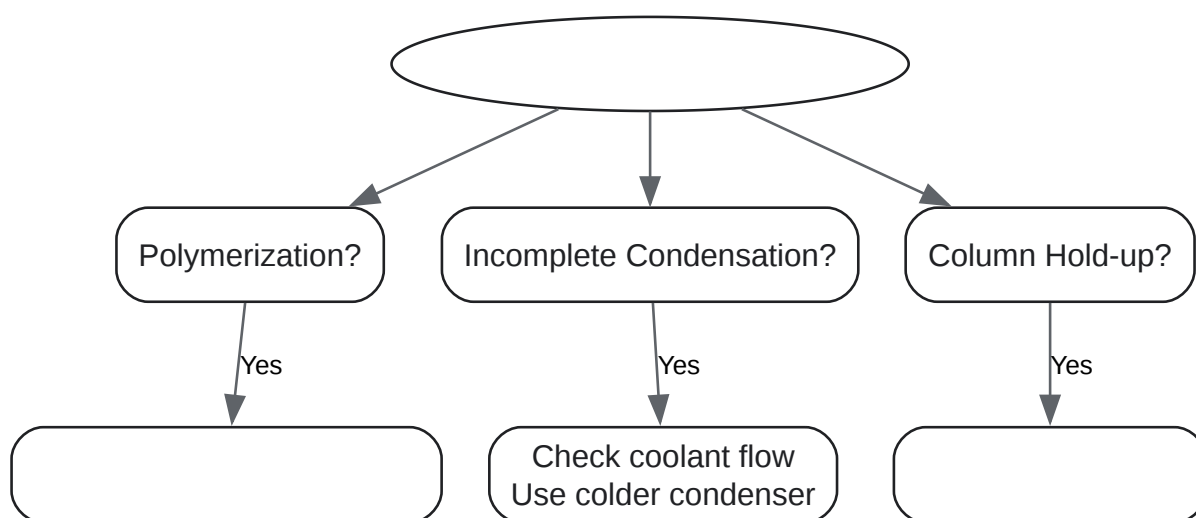 Polymerization?
Incomplete Condensation?
Column Hold-up?
Yes
Yes
Yes
Check coolant flow
Use colder condenser